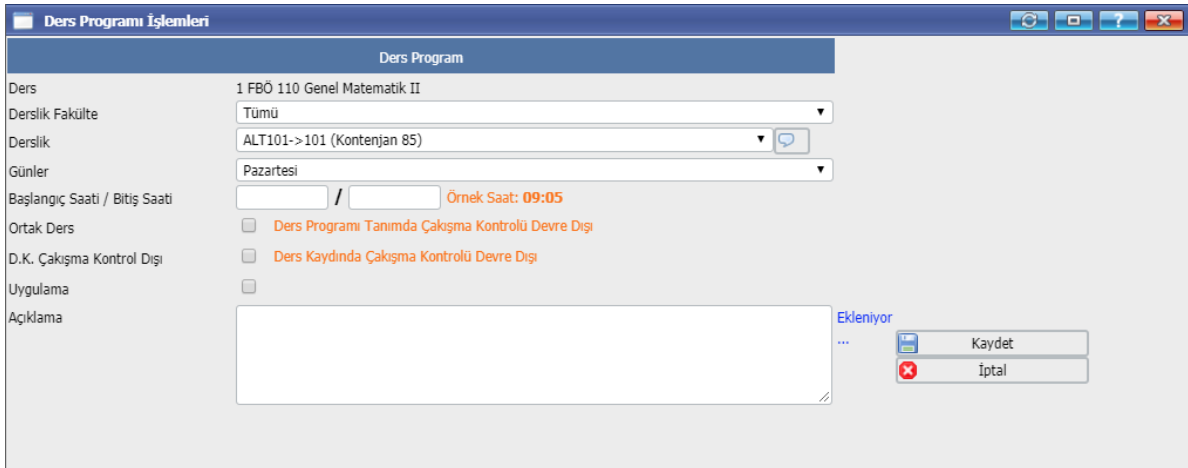 Ders Programı İşlemleri
?
Ders Program
Ders 1 FBÖ 110 Genel Matematik II
Derslik Fakülte Tümü
Derslik ALT101->101 (Kontenjan 85)
Günler Pazartesi
Başlangıç Saati / Bitiş Saati / Örnek Saat: 09:05
Ortak Ders Ders Programı Tanımda Çakışma Kontrolü Devre Dışı
D.K. Çakışma Kontrol Dışı Ders Kaydında Çakışma Kontrolü Devre Dışı
Uygulama
Açıklama Ekleniyor
... Kaydet
İptal